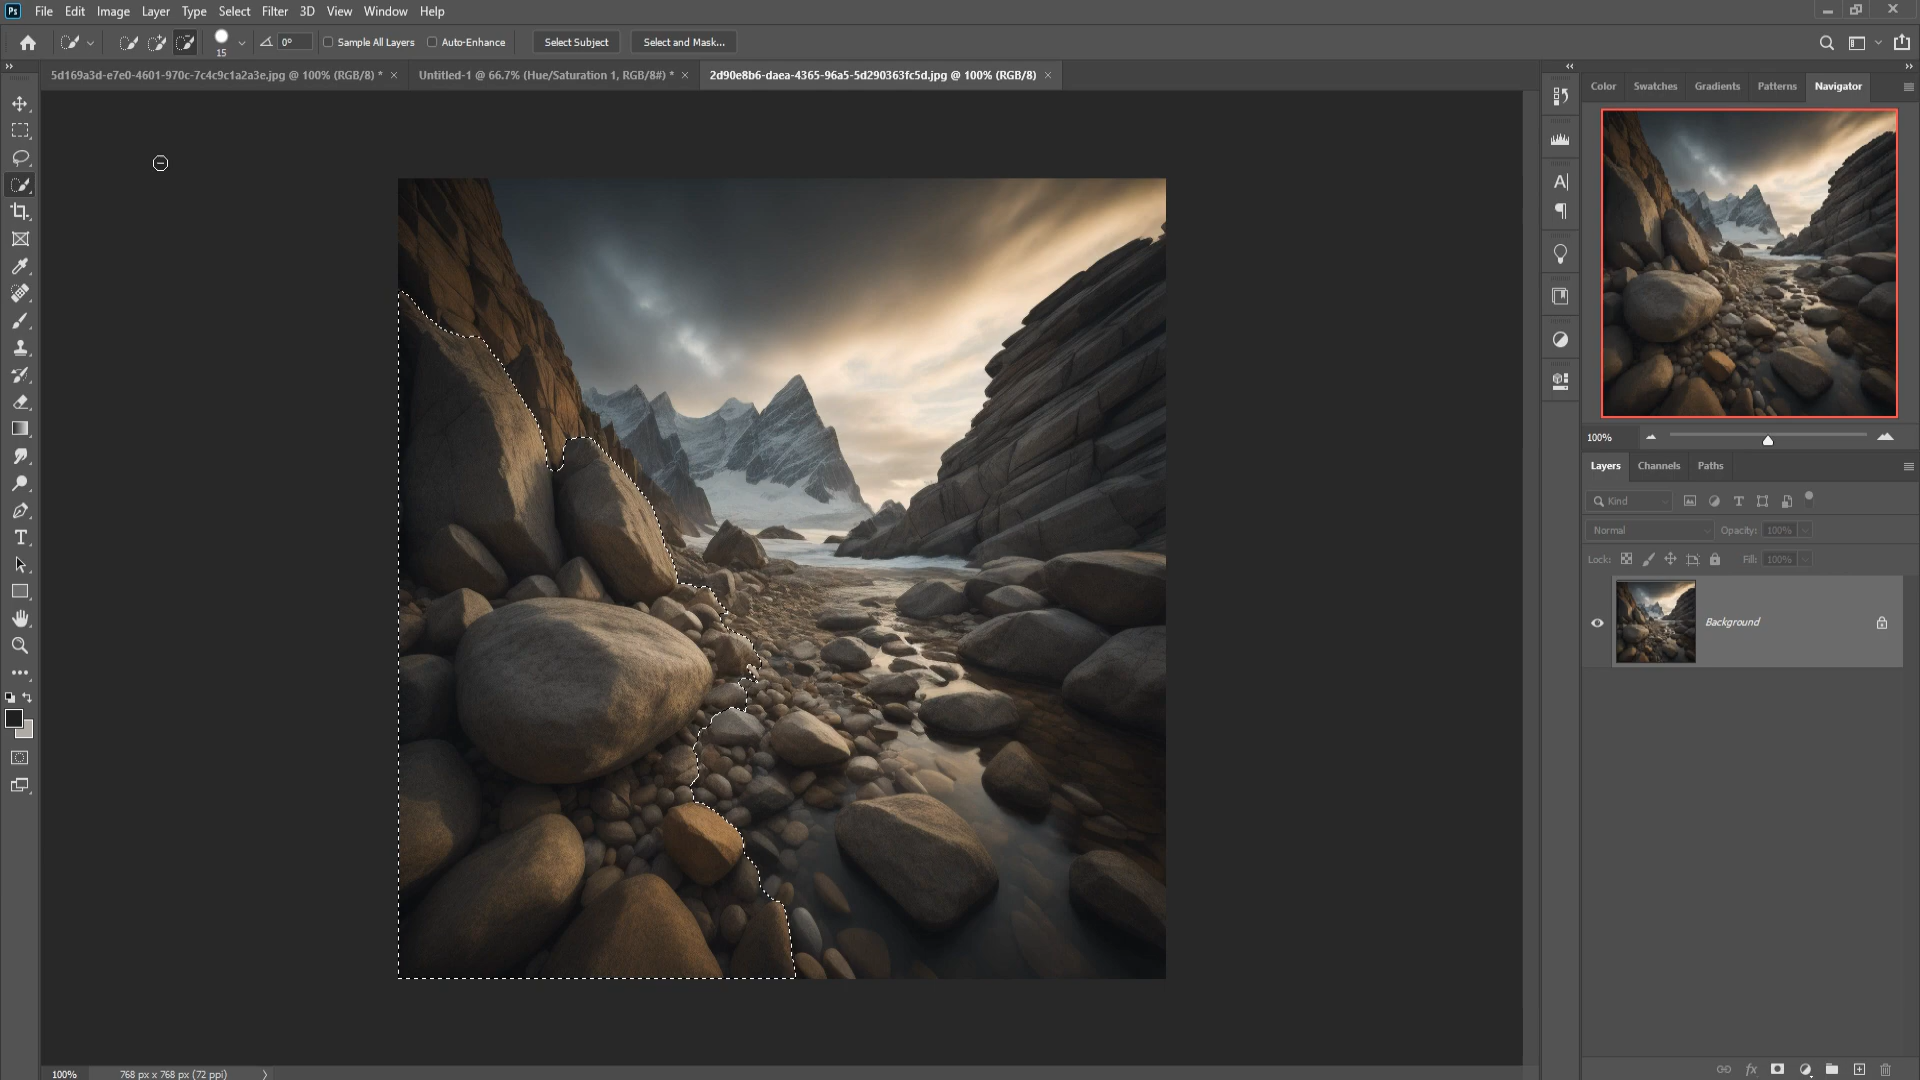 Ps File Edit Image Layer Type Select Filter 3D View Window Help
15 0° Sample All Layers Auto-Enhance Select Subject Select and Mask...
5d169a3d-e7e0-4601-970c-7c4c9c1a2a3e.jpg @ 100% (RGB/8) * Untitled-1 @ 66.7% (Hue/Saturation 1, RGB/8#) * 2d90e8b6-daea-4365-96a5-5d290363fc5d.jpg @ 100% (RGB/8)
Color Swatches Gradients Patterns Navigator
100%
Layers Channels Paths
Kind
Normal Opacity: 100%
Lock: Fill: 100%
Background
100% 768 px x 768 px (72 ppi)